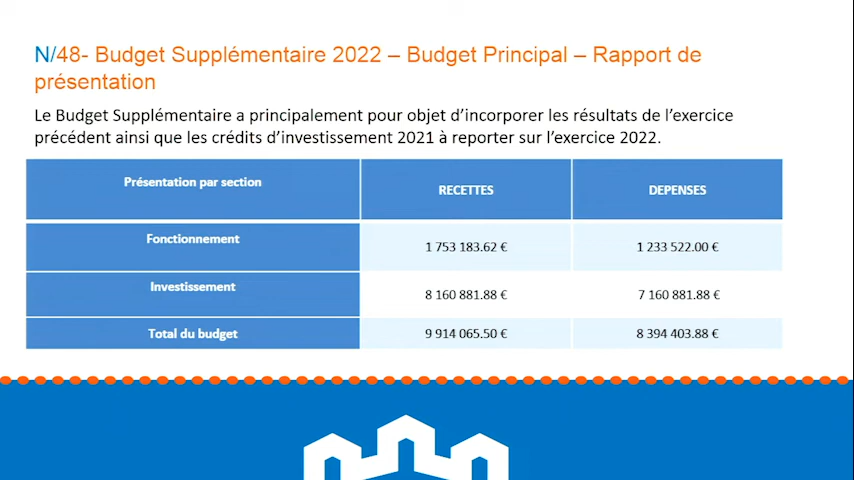 N/48- Budget Supplémentaire 2022 – Budget Principal – Rapport de
présentation
Le Budget Supplémentaire a principalement pour objet d’incorporer les résultats de l’exercice
précédent ainsi que les crédits d’investissement 2021 à reporter sur l’exercice 2022.
Présentation par section RECETTES DEPENSES
Fonctionnement 1 753 183.62 € 1 233 522.00 €
Investissement 8 160 881.88 € 7 160 881.88 €
Total du budget 9 914 065.50 € 8 394 403.88 €